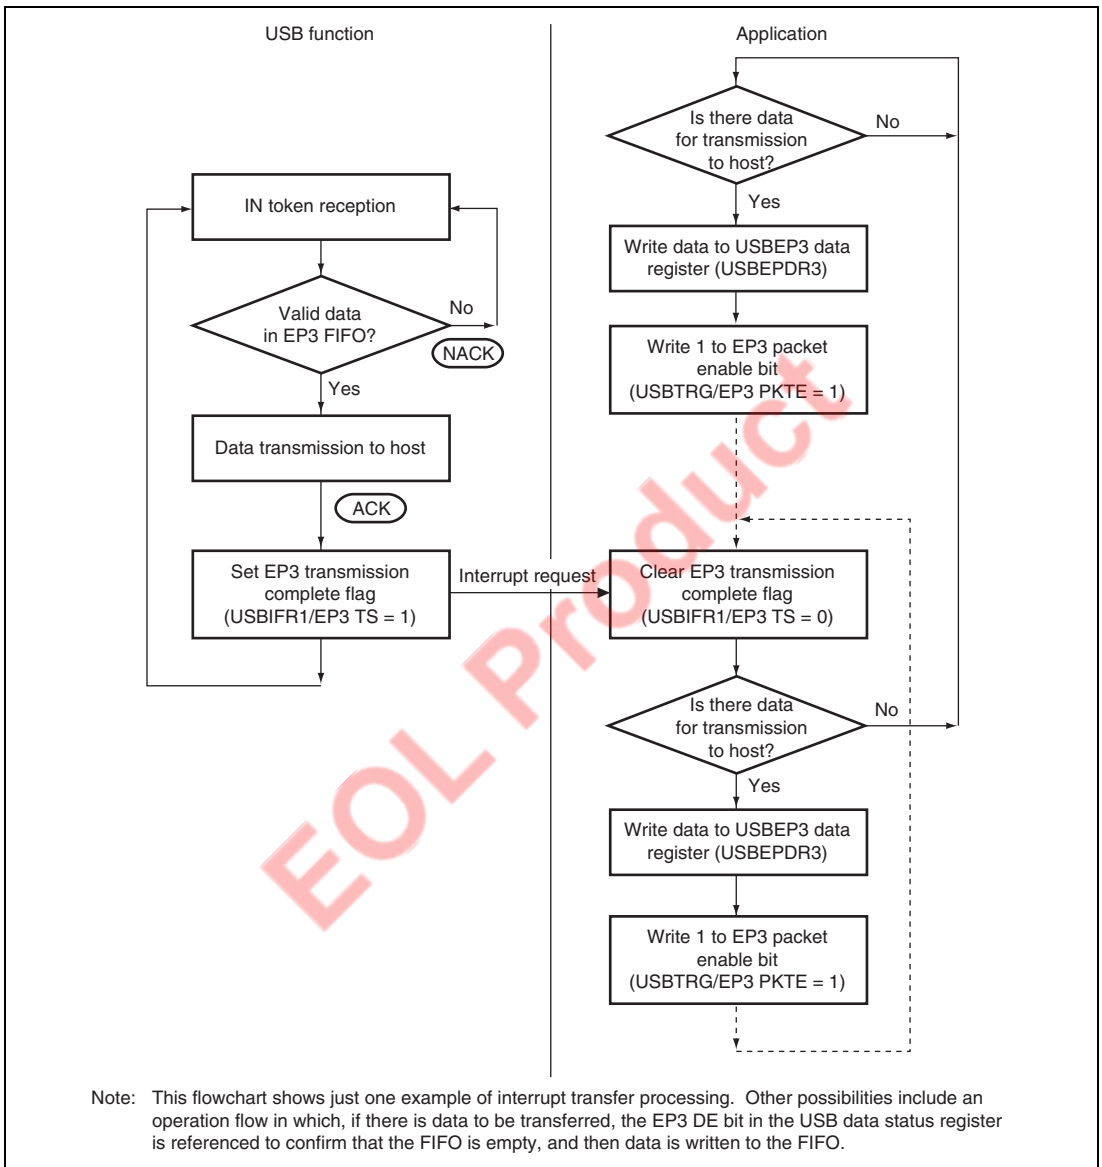 USB function
Application
Is there data
for transmission
to host?
No
Yes
IN token reception
Write data to USBEP3 data
register (USBEPDR3)
Valid data
in EP3 FIFO?
No
NACK
Yes
Write 1 to EP3 packet
enable bit
(USBTRG/EP3 PKTE = 1)
Data transmission to host
ACK
Set EP3 transmission
complete flag
(USBIFR1/EP3 TS = 1)
Interrupt request
Clear EP3 transmission
complete flag
(USBIFR1/EP3 TS = 0)
Is there data
for transmission
to host?
No
Yes
Write data to USBEP3 data
register (USBEPDR3)
Write 1 to EP3 packet
enable bit
(USBTRG/EP3 PKTE = 1)
EOL Product
Note: This flowchart shows just one example of interrupt transfer processing. Other possibilities include an
operation flow in which, if there is data to be transferred, the EP3 DE bit in the USB data status register
is referenced to confirm that the FIFO is empty, and then data is written to the FIFO.